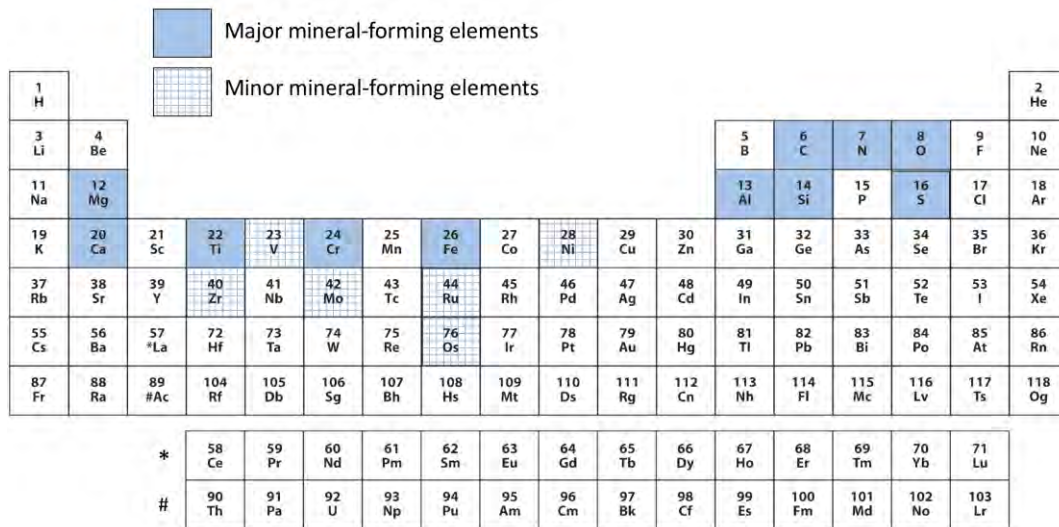 Major mineral-forming elements
Minor mineral-forming elements
1 2
H He
3 4 5 6 7 8 9 10
Li Be B C N O F Ne
11 12 13 14 15 16 17 18
Na Mg Al Si P S Cl Ar
19 20 21 22 23 24 25 26 27 28 29 30 31 32 33 34 35 36
K Ca Sc Ti V Cr Mn Fe Co Ni Cu Zn Ga Ge As Se Br Kr
37 38 39 40 41 42 43 44 45 46 47 48 49 50 51 52 53 54
Rb Sr Y Zr Nb Mo Tc Ru Rh Pd Ag Cd In Sn Sb Te I Xe
55 56 57 72 73 74 75 76 77 78 79 80 81 82 83 84 85 86
Cs Ba *La Hf Ta W Re Os Ir Pt Au Hg Tl Pb Bi Po At Rn
87 88 89 104 105 106 107 108 109 110 111 112 113 114 115 116 117 118
Fr Ra #Ac Rf Db Sg Bh Hs Mt Ds Rg Cn Nh Fl Mc Lv Ts Og
* 58 59 60 61 62 63 64 65 66 67 68 69 70 71
Ce Pr Nd Pm Sm Eu Gd Tb Dy Ho Er Tm Yb Lu
# 90 91 92 93 94 95 96 97 98 99 100 101 102 103
Th Pa U Np Pu Am Cm Bk Cf Es Fm Md No Lr